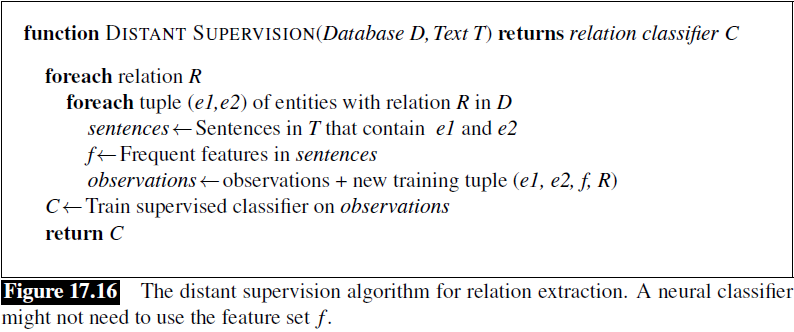 function DISTANT SUPERVISION(Database D, Text T) returns relation classifier C
foreach relation R
foreach tuple (e1,e2) of entities with relation R in D
sentences←Sentences in T that contain e1 and e2
f←Frequent features in sentences
observations←observations + new training tuple (e1, e2, f, R)
C←Train supervised classifier on observations
return C
Figure 17.16 The distant supervision algorithm for relation extraction. A neural classifier
might not need to use the feature set f.